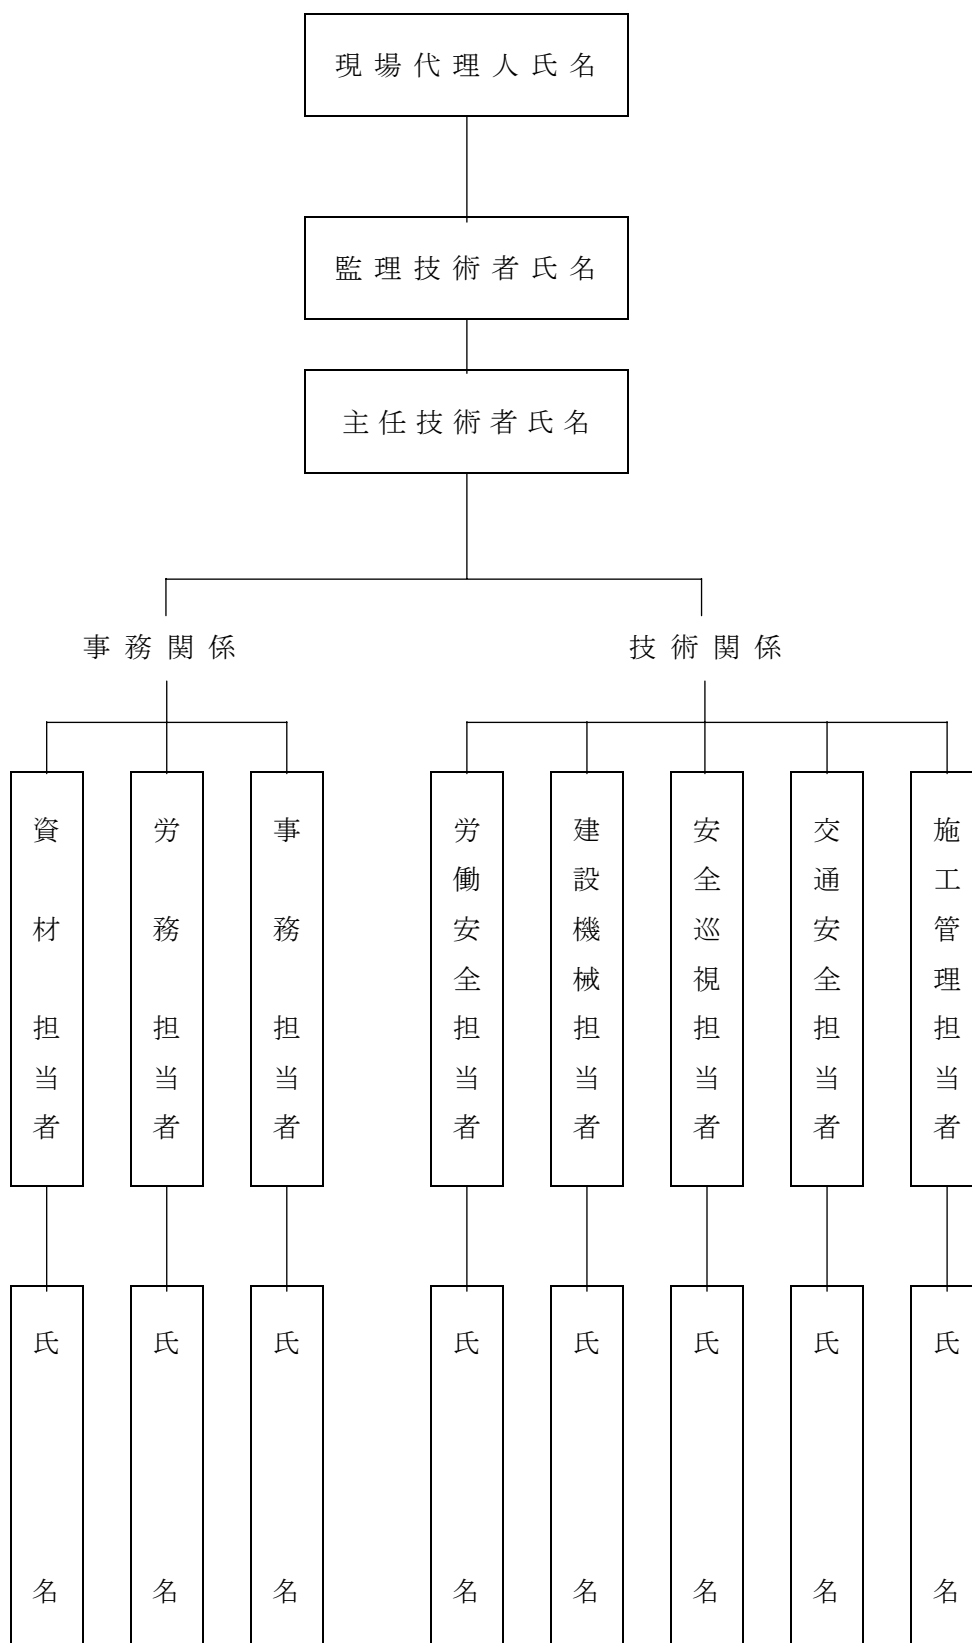 現場代理人氏名
監理技術者氏名
主任技術者氏名
事務関係
技術関係
資材担当者
労務担当者
事務担当者
労働安全担当者
建設機械担当者
安全巡視担当者
交通安全担当者
施工管理担当者
氏名
氏名
氏名
氏名
氏名
氏名
氏名
氏名